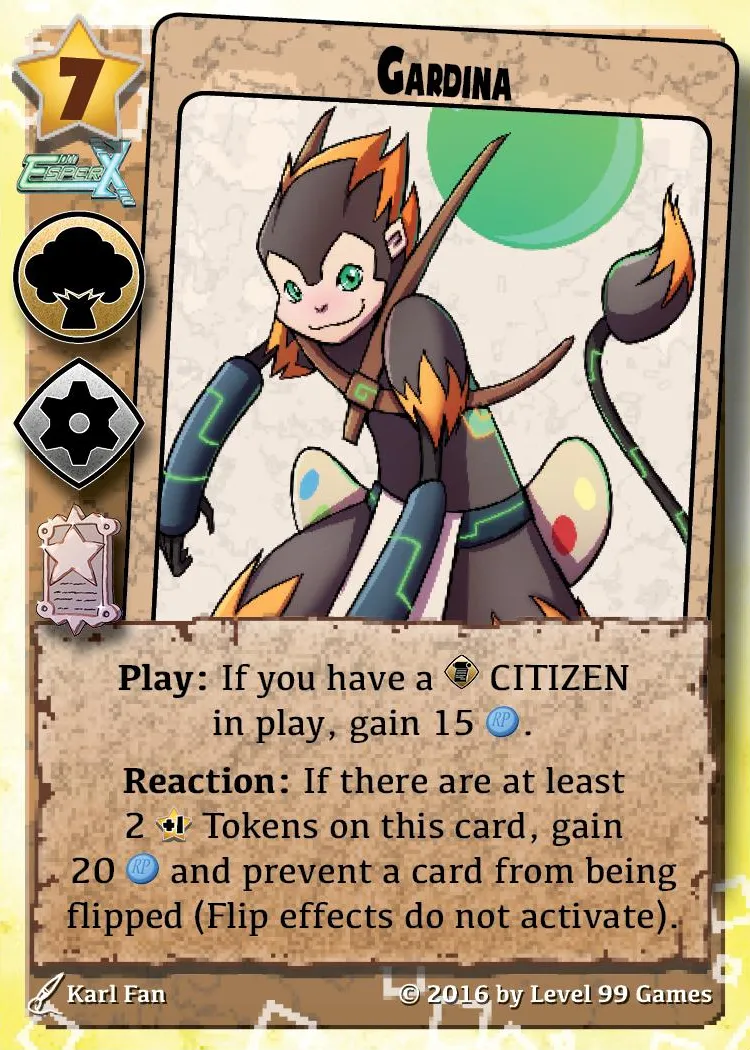 7
GARDINA
ESPERX
Play: If you have a CITIZEN
in play, gain 15 RP.
Reaction: If there are at least
2 +1 Tokens on this card, gain
20 RP and prevent a card from being
flipped (Flip effects do not activate).
Karl Fan
© 2016 by Level 99 Games